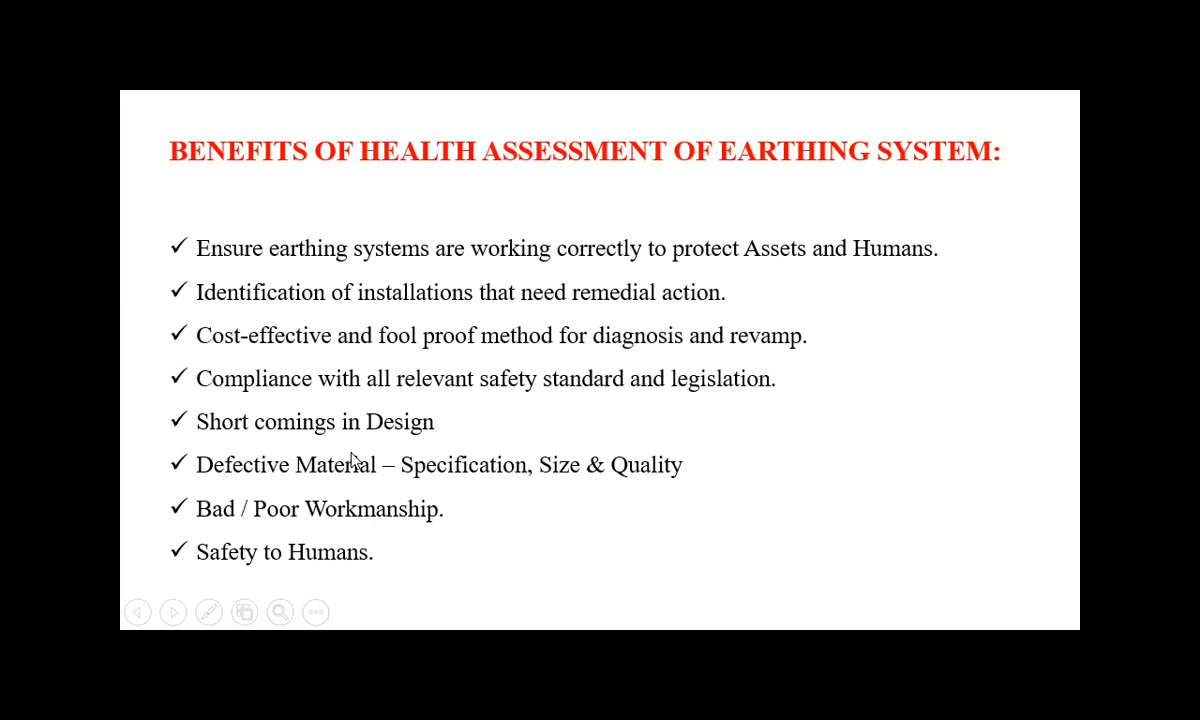 BENEFITS OF HEALTH ASSESSMENT OF EARTHING SYSTEM:
✓ Ensure earthing systems are working correctly to protect Assets and Humans.
✓ Identification of installations that need remedial action.
✓ Cost-effective and fool proof method for diagnosis and revamp.
✓ Compliance with all relevant safety standard and legislation.
✓ Short comings in Design
✓ Defective Material – Specification, Size & Quality
✓ Bad / Poor Workmanship.
✓ Safety to Humans.